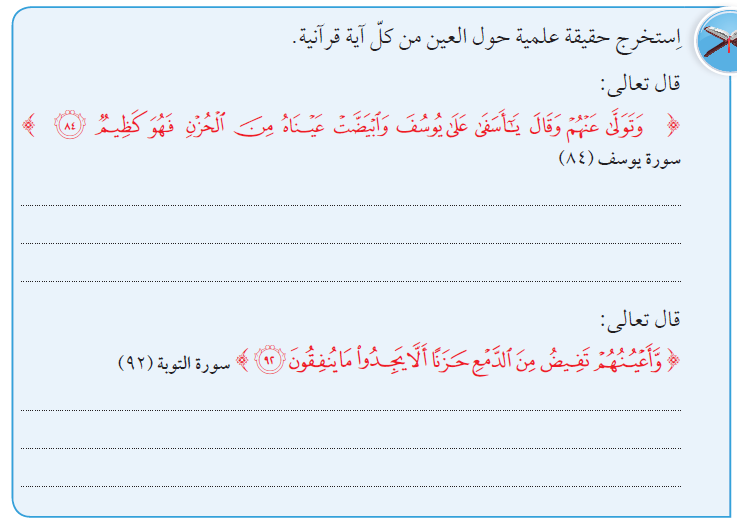 اِستخرج حقيقة علمية حول العين من كلّ آية قرآنية.
قال تعالى:
﴿ وَتَوَلَّىٰ عَنْهُمْ وَقَالَ يَٰٓأَسَفَىٰ عَلَىٰ يُوسُفَ وَٱبْيَضَّتْ عَيْنَاهُ مِنَ ٱلْحُزْنِ فَهُوَ كَظِيمٌ ٨٤ ﴾
سورة يوسف (٨٤)
قال تعالى:
﴿ وَّأَعْيُنُهُمْ تَفِيضُ مِنَ ٱلدَّمْعِ حَزَنًا أَلَّا يَجِدُوا۟ مَا يُنفِقُونَ ٩٢ ﴾ سورة التوبة (٩٢)